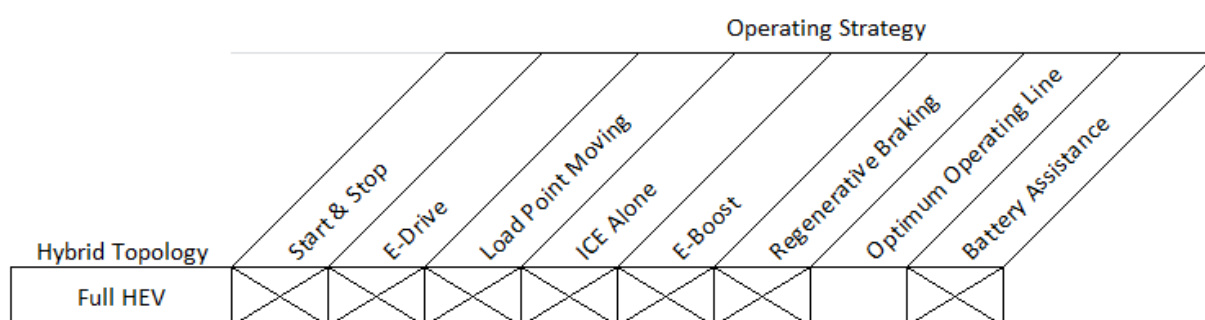 Operating Strategy
Start & Stop
E-Drive
Load Point Moving
ICE Alone
E-Boost
Regenerative Braking
Optimum Operating Line
Battery Assistance
Hybrid Topology
Full HEV